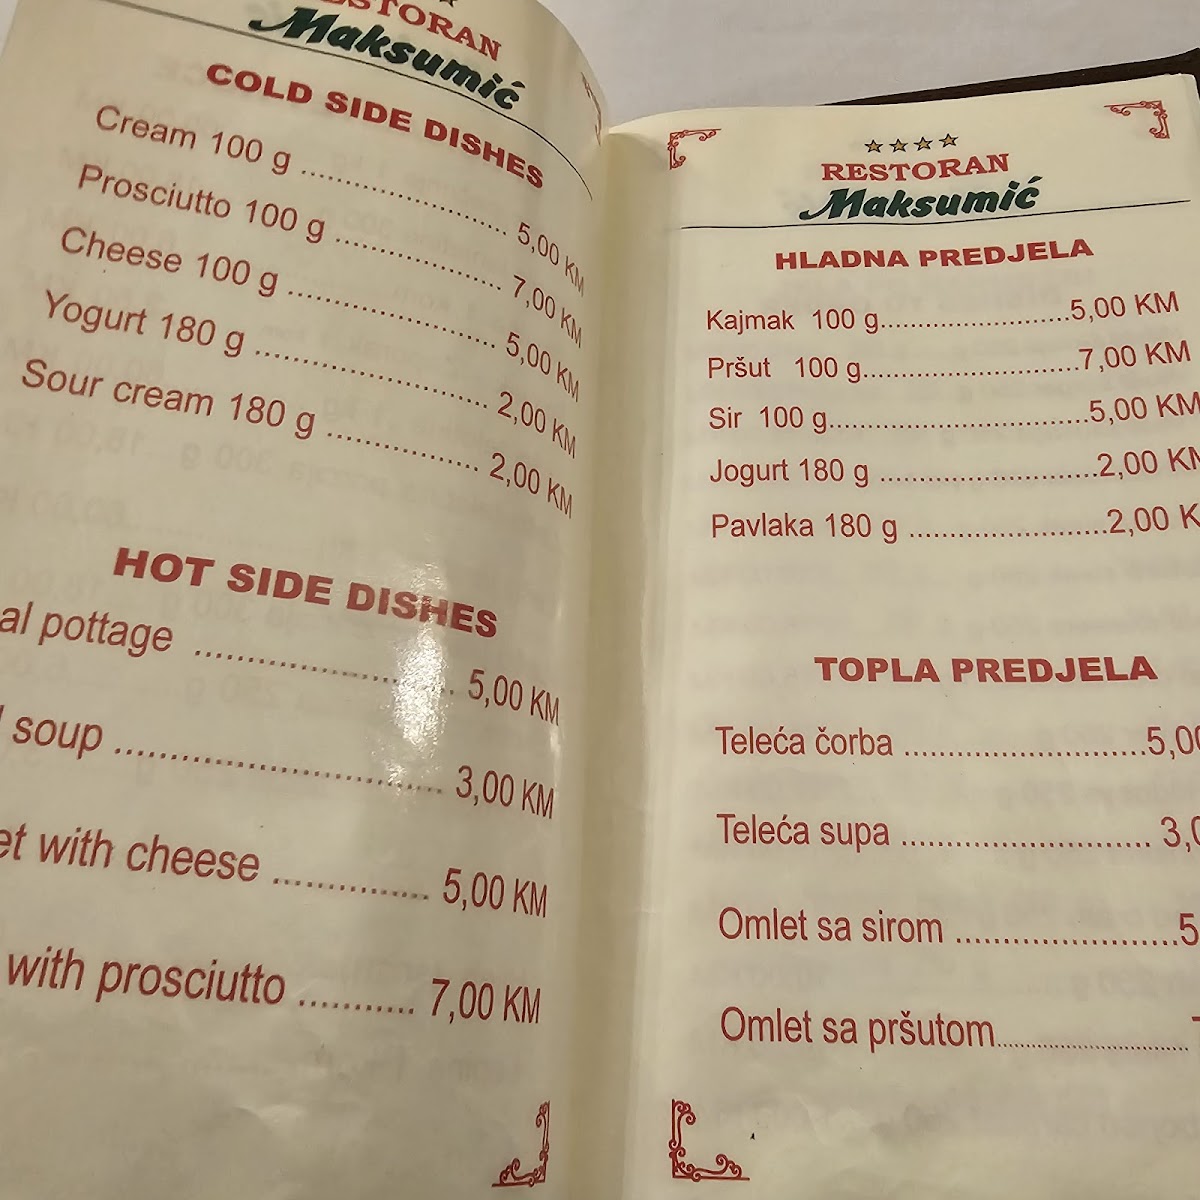 RESTORAN
Maksumić
COLD SIDE DISHES
Cream 100 g .......................... 5,00 KM
Prosciutto 100 g .................... 7,00 KM
Cheese 100 g ........................ 5,00 KM
Yogurt 180 g .......................... 2,00 KM
Sour cream 180 g ................. 2,00 KM
HOT SIDE DISHES
pottage .......................... 5,00 KM
soup ................................ 3,00 KM
with cheese ................ 5,00 KM
with prosciutto ........... 7,00 KM
RESTORAN
Maksumić
HLADNA PREDJELA
Kajmak 100 g..........................5,00 KM
Pršut 100 g.............................7,00 KM
Sir 100 g..................................5,00 KM
Jogurt 180 g ...........................2,00 KM
Pavlaka 180 g ........................2,00 K
TOPLA PREDJELA
Teleća čorba ..........................5,0
Teleća supa ........................... 3,
Omlet sa sirom ........................5
Omlet sa pršutom................................